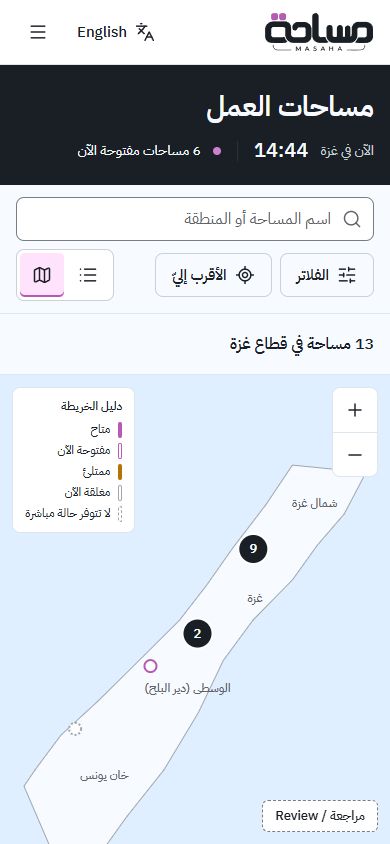 مساحة
MASAHA
English
مساحات العمل
الآن في غزة 14:44 6 مساحات مفتوحة الآن
اسم المساحة أو المنطقة
الفلاتر
الأقرب إليّ
13 مساحة في قطاع غزة
دليل الخريطة
متاح
مفتوحة الآن
ممتلئ
مغلقة الآن
لا تتوفر حالة مباشرة
+
−
شمال غزة
9
غزة
2
الوسطى (دير البلح)
خان يونس
مراجعة / Review